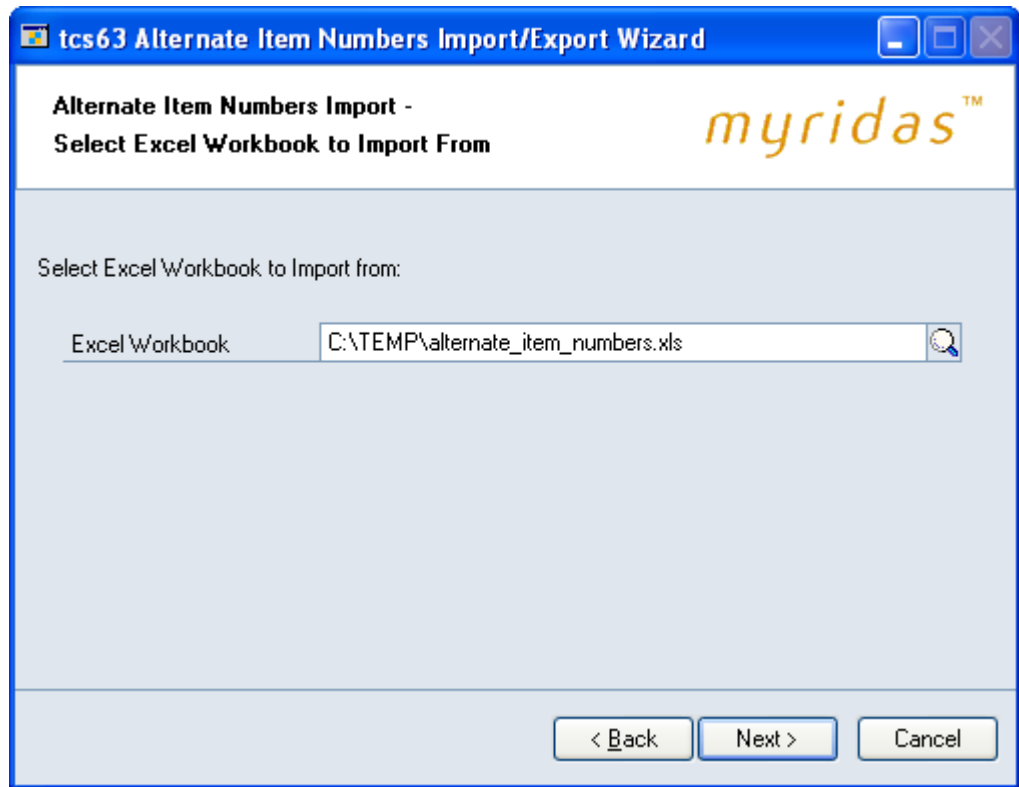 tcs63 Alternate Item Numbers Import/Export Wizard
Alternate Item Numbers Import -
Select Excel Workbook to Import From
myridas™
Select Excel Workbook to Import from:
Excel Workbook C:\TEMP\alternate_item_numbers.xls
< Back Next > Cancel